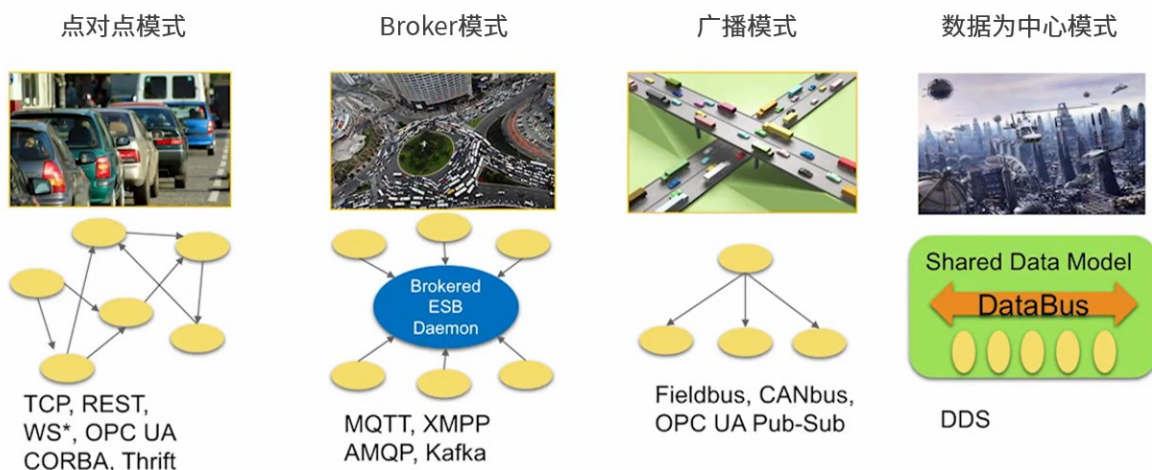 点对点模式
Broker模式
广播模式
数据为中心模式
Brokered
ESB
Daemon
Shared Data Model
DataBus
TCP, REST,
WS*, OPC UA
CORBA, Thrift
MQTT, XMPP
AMQP, Kafka
Fieldbus, CANbus,
OPC UA Pub-Sub
DDS